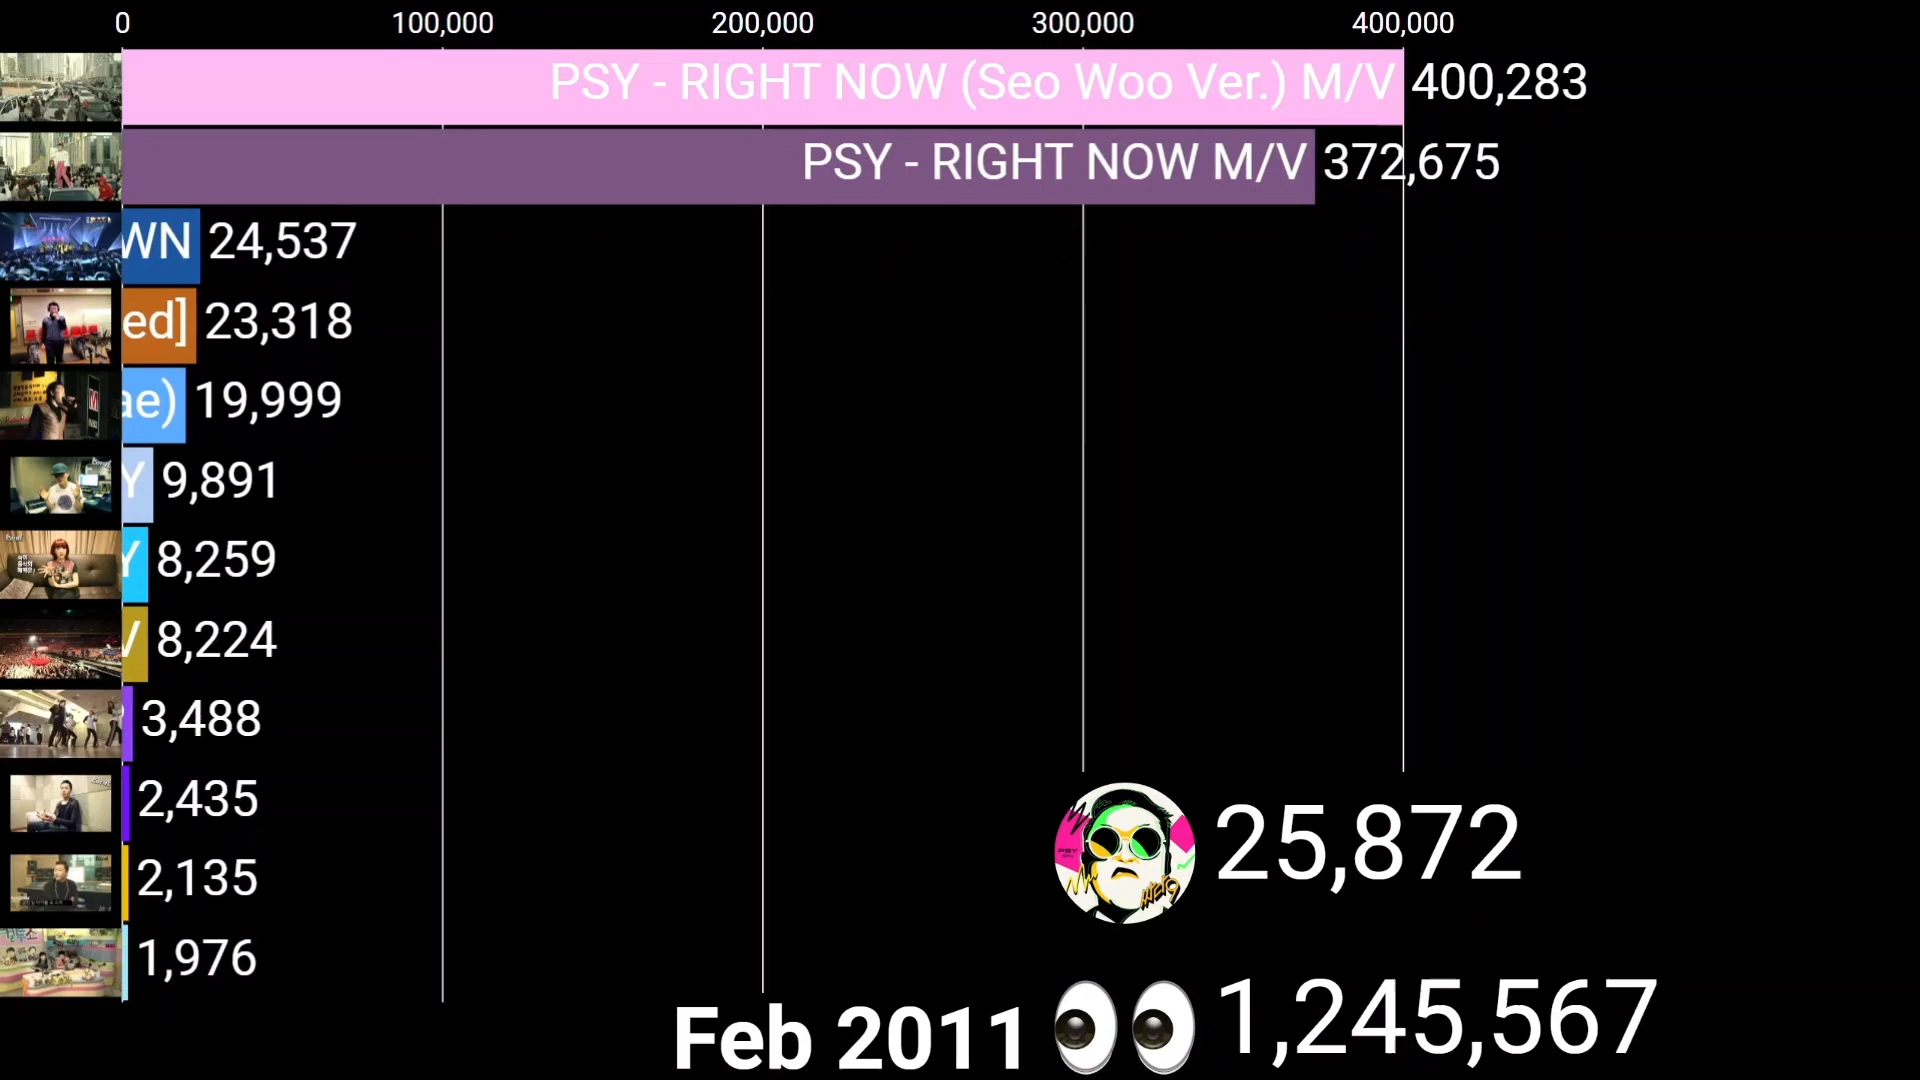 0 100,000 200,000 300,000 400,000
PSY - RIGHT NOW (Seo Woo Ver.) M/V 400,283
PSY - RIGHT NOW M/V 372,675
WN 24,537
ed] 23,318
ae) 19,999
Y 9,891
Y 8,259
V 8,224
3,488
2,435
2,135
1,976
PSY
25,872
Feb 2011 1,245,567